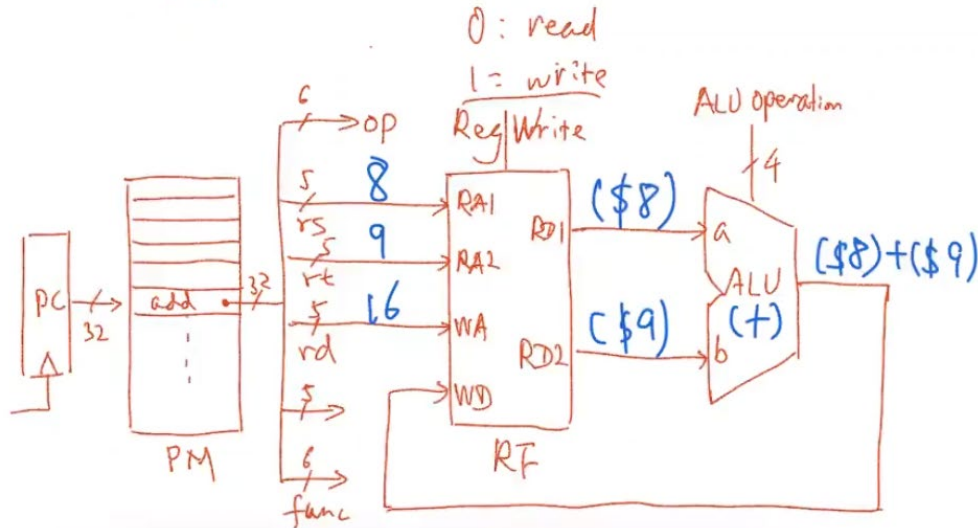 0: read
1= write
RegWrite
ALU operation
4
6
op
5
8
rs
RA1
5
9
rt
RA2
5
16
rd
WA
WD
5
6
func
PC
32
add
32
PM
RD1
RD2
RF
($8)
($9)
a
ALU
(+)
b
($8)+($9)